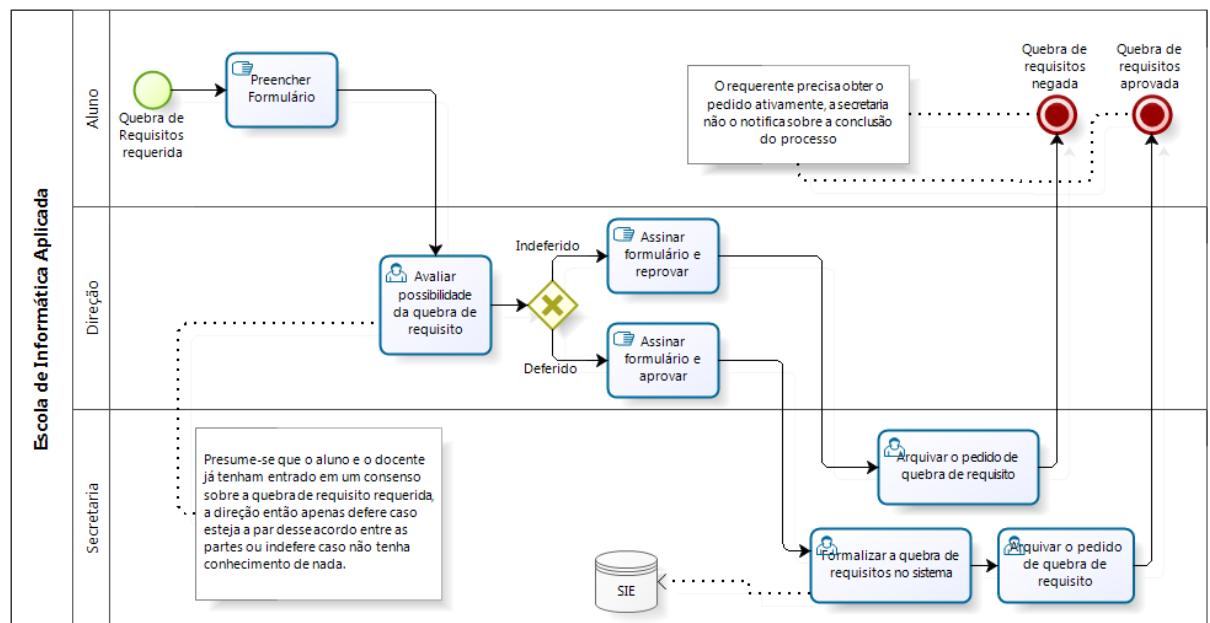 Escola de Informática Aplicada
Aluno
Quebra de
Requisitos
requerida
Preencher
Formulário
O requerente precisa obter o
pedido ativamente, a secretaria
não o notifica sobre a conclusão
do processo
Quebra de
requisitos
negada
Quebra de
requisitos
aprovada
Direção
Avaliar
possibilidade
da quebra de
requisito
Indeferido
Deferido
Assinar
formulário e
reprovar
Assinar
formulário e
aprovar
Secretaria
Presume-se que o aluno e o docente
já tenham entrado em um consenso
sobre a quebra de requisito requerida,
a direção então apenas defere caso
esteja a par desse acordo entre as
partes ou indefere caso não tenha
conhecimento de nada.
Arquivar o pedido de
quebra de requisito
SIE
Formalizar a quebra de
requisitos no sistema
Arquivar o pedido
de quebra de
requisito